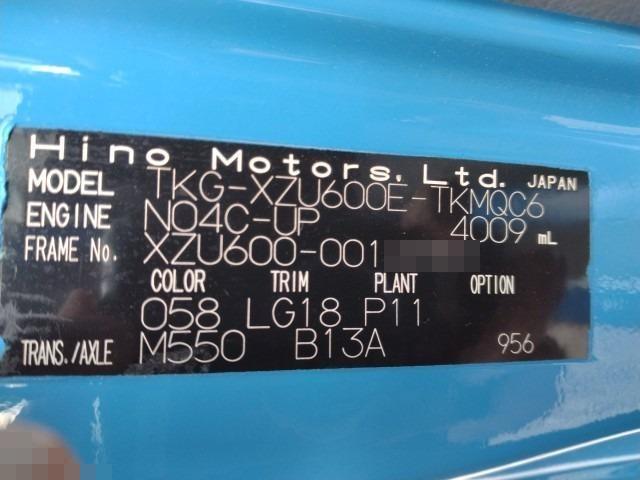 Hino Motors, Ltd. JAPAN
MODEL TKG-XZU600E-TKMQC6
ENGINE N04C-UP 4009 mL
FRAME No. XZU600-001
COLOR TRIM PLANT OPTION
058 LG18 P11
TRANS./AXLE M550 B13A 956